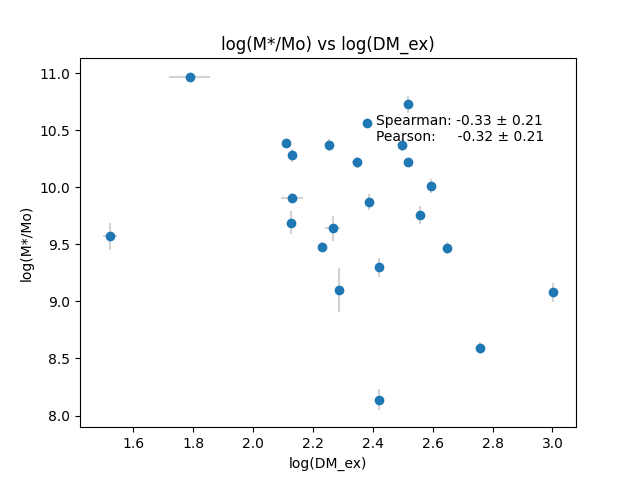 log(M*/Mo) vs log(DM_ex)
11.0
Spearman: -0.33 ± 0.21
10.5
Pearson: -0.32 ± 0.21
10.0
log(M*/Mo)
9.5
9.0
8.5
8.0
1.6 1.8 2.0 2.2 2.4 2.6 2.8 3.0
log(DM_ex)